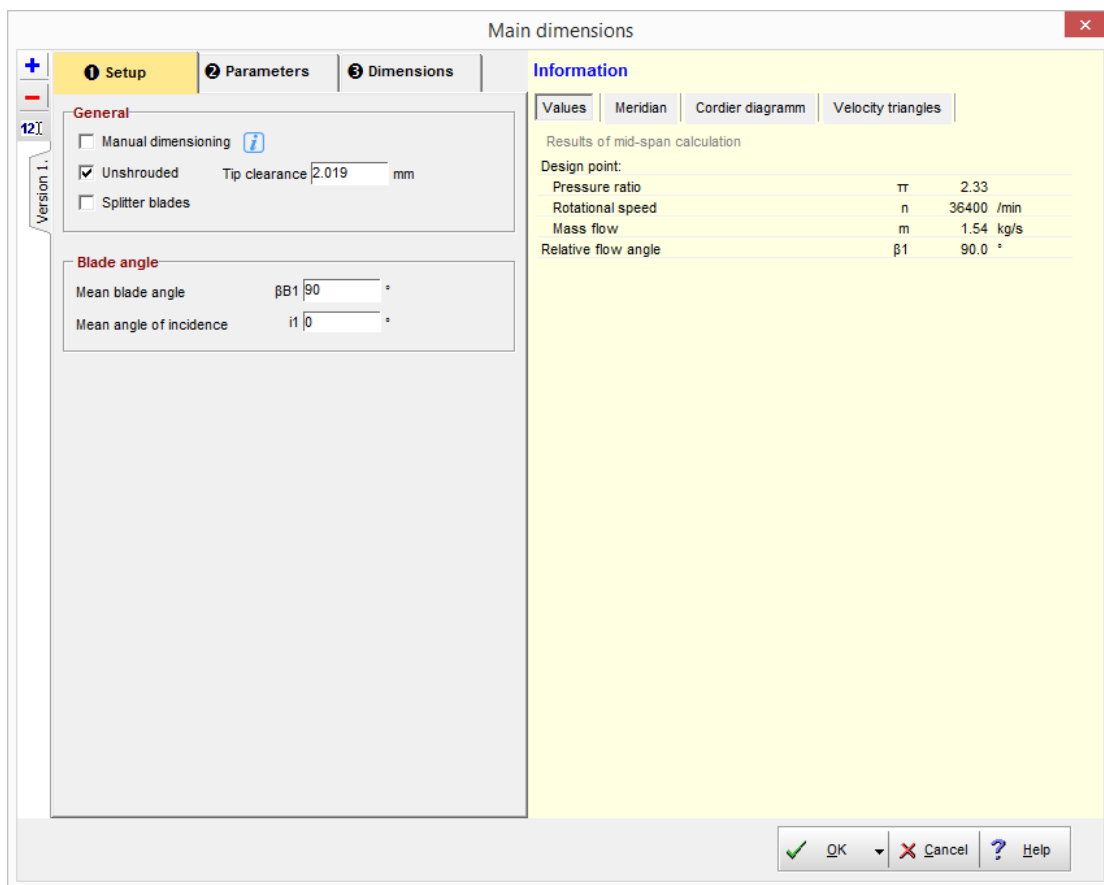 Main dimensions
1 Setup
2 Parameters
3 Dimensions
General
Manual dimensioning
Unshrouded Tip clearance 2.019 mm
Splitter blades
Blade angle
Mean blade angle βB1 90 °
Mean angle of incidence i1 0 °
Version 1.
12
Information
Values Meridian Cordier diagramm Velocity triangles
Results of mid-span calculation
Design point:
Pressure ratio π 2.33
Rotational speed n 36400 /min
Mass flow m 1.54 kg/s
Relative flow angle β1 90.0 °
OK Cancel ? Help